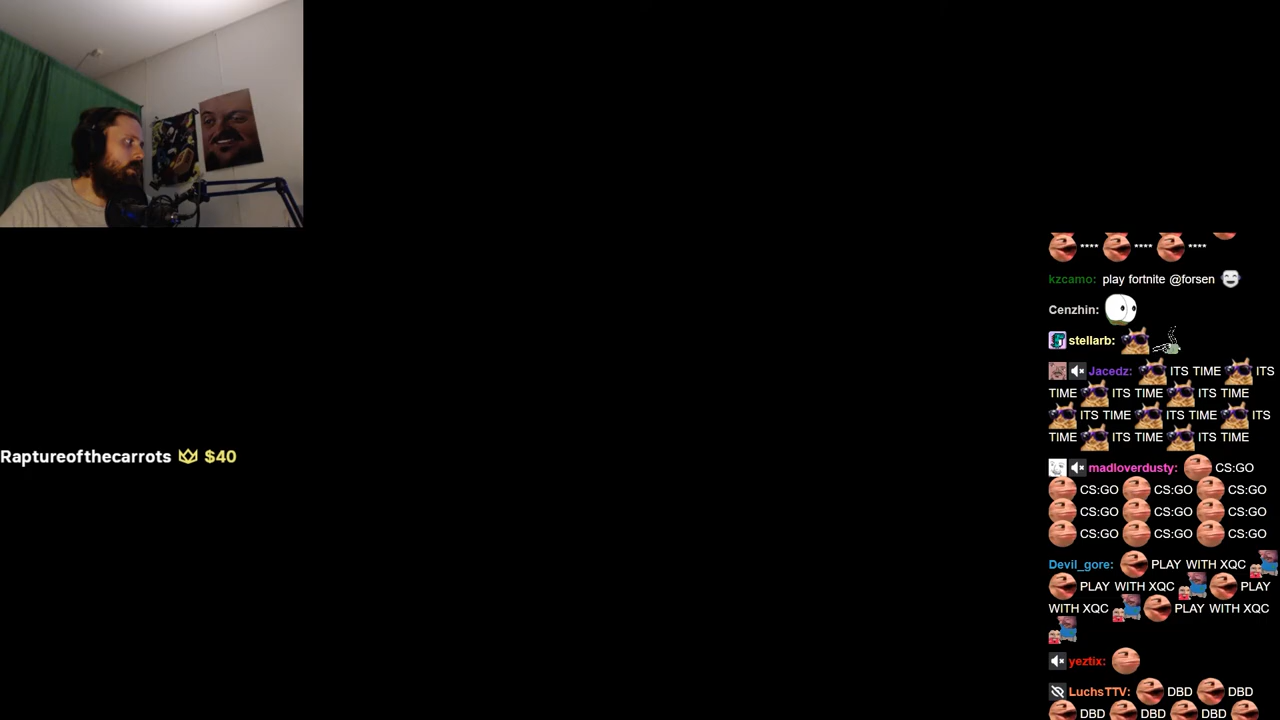 **** **** ****
kzcamo: play fortnite @forsen
Cenzhin:
stellarb:
Jacedz: ITS TIME ITS
TIME ITS TIME ITS TIME
ITS TIME ITS TIME ITS
TIME ITS TIME ITS TIME
Raptureofthecarrots $40
madloverdusty: CS:GO
CS:GO CS:GO CS:GO
CS:GO CS:GO CS:GO
CS:GO CS:GO CS:GO
Devil_gore: PLAY WITH XQC
PLAY WITH XQC PLAY
WITH XQC PLAY WITH XQC
yeztix:
LuchsTTV: DBD DBD
DBD DBD DBD